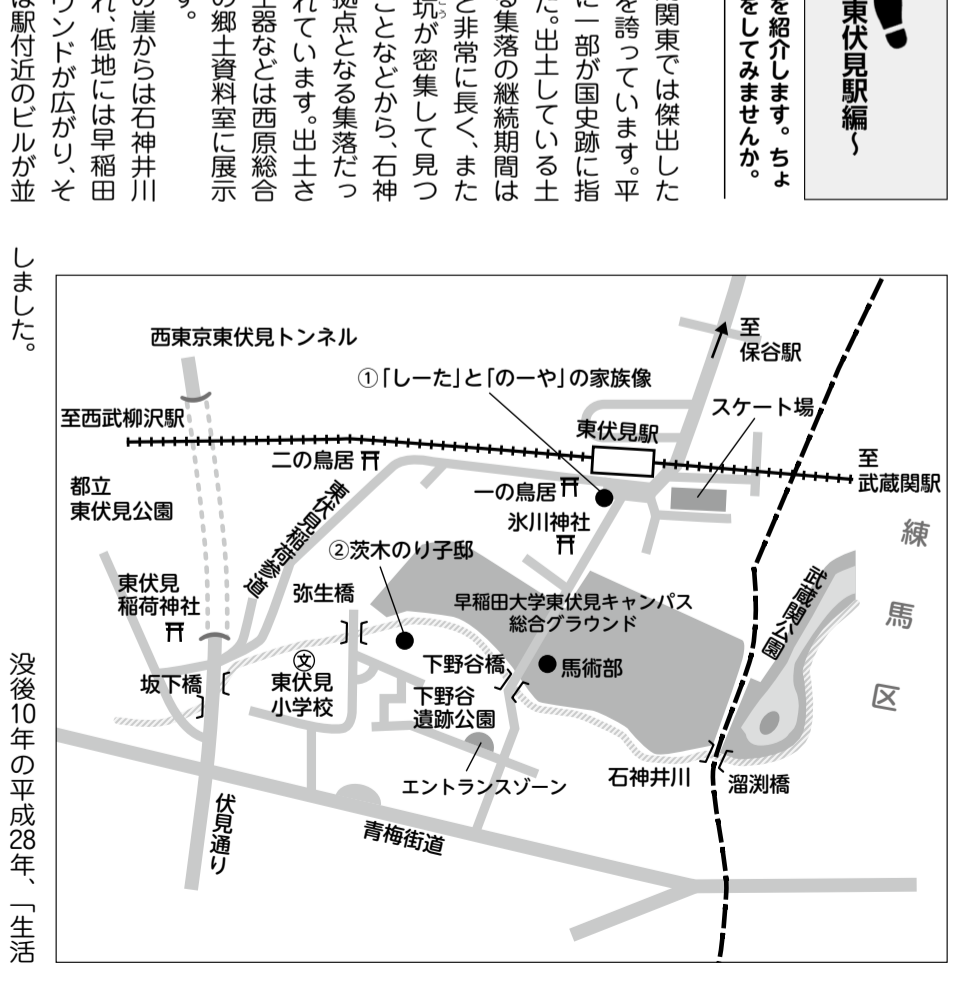 東伏見駅編〜
を紹介します。ちょ
をしてみませんか。
関東では傑出した
を誇っています。平
に一部が国史跡に指
た。出土している土
る集落の継続期間は
と非常に長く、また
坑が密集して見つ
こう
ことなどから、石神
拠点となる集落だっ
れています。出土さ
土器などは西原総合
の郷土資料室に展示
す。
の崖からは石神井川
れ、低地には早稲田
ウンドが広がり、そ
は駅付近のビルが並
しました。
没後10年の平成28年、「生活
西東京東伏見トンネル
至
保谷駅
①「しーた」と「のーや」の家族像
スケート場
至西武柳沢駅
東伏見駅
二の鳥居
至
武蔵関駅
都立
東伏見公園
一の鳥居
氷川神社
東伏見稲荷参道
②茨木のり子邸
練馬区
東伏見
稲荷神社
弥生橋
早稲田大学東伏見キャンパス
総合グラウンド
武蔵関公園
下野谷橋
馬術部
坂下橋
文
東伏見
小学校
下野谷
遺跡公園
エントランスゾーン
石神井川
溜渕橋
伏見通り
青梅街道